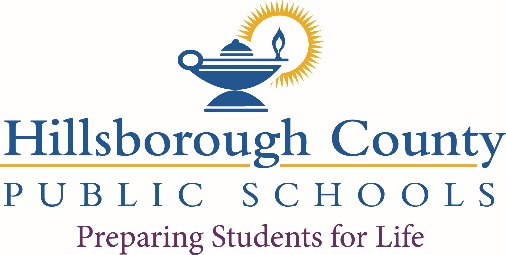 Hillsborough County
PUBLIC SCHOOLS
Preparing Students for Life